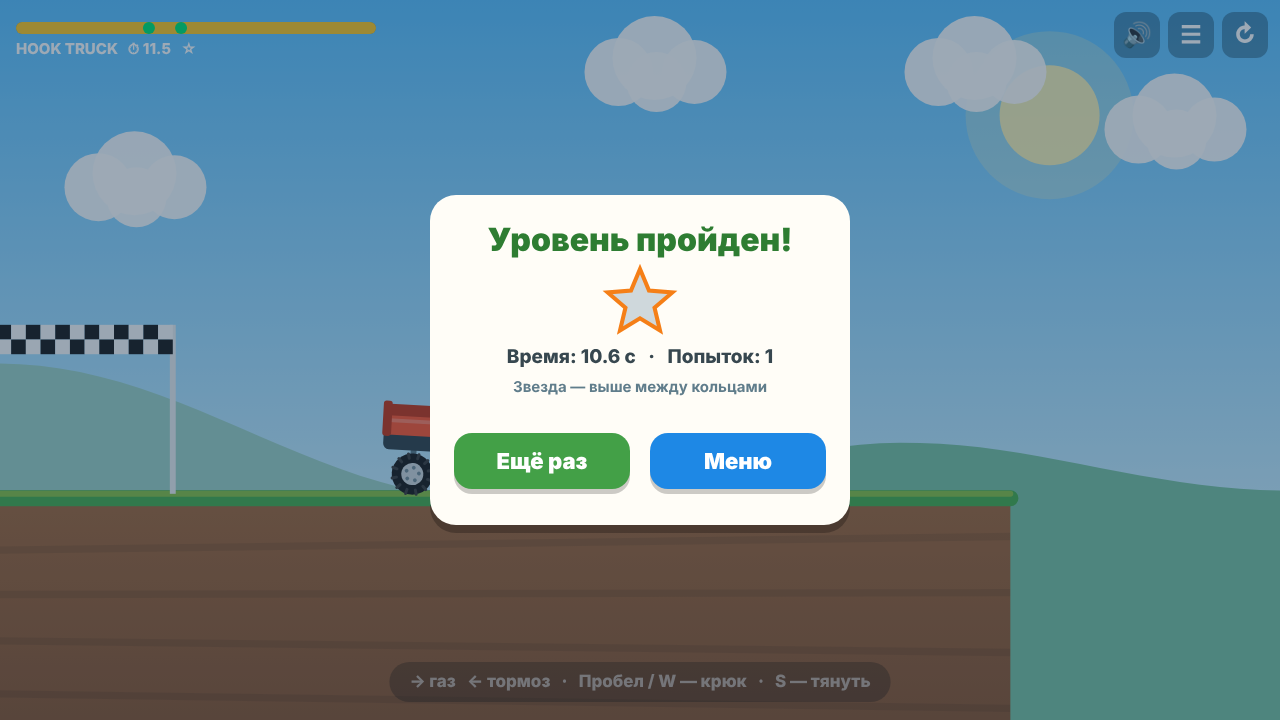 HOOK TRUCK ⏱ 11.5 ☆
Уровень пройден!
Время: 10.6 с · Попыток: 1
Звезда — выше между кольцами
Ещё раз
Меню
→ газ ← тормоз · Пробел / W — крюк · S — тянуть